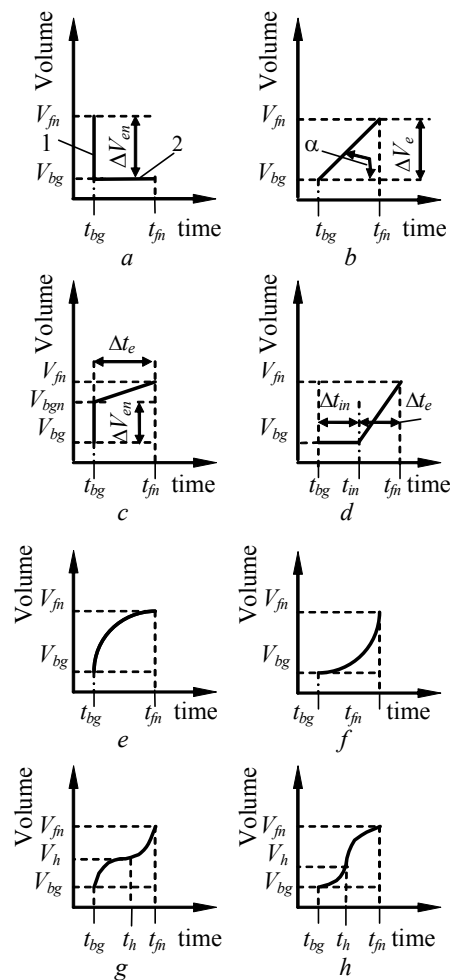 Volume
V_fn
1
ΔV_en
2
V_bg
t_bg t_fn time
a
Volume
V_fn
α
ΔV_e
V_bg
t_bg t_fn time
b
Volume
Δt_e
V_fn
V_bgn
ΔV_en
V_bg
t_bg t_fn time
c
Volume
V_fn
Δt_in Δt_e
V_bg
t_bg t_in t_fn time
d
Volume
V_fn
V_bg
t_bg t_fn time
e
Volume
V_fn
V_bg
t_bg t_fn time
f
Volume
V_fn
V_h
V_bg
t_bg t_h t_fn time
g
Volume
V_fn
V_h
V_bg
t_bg t_h t_fn time
h